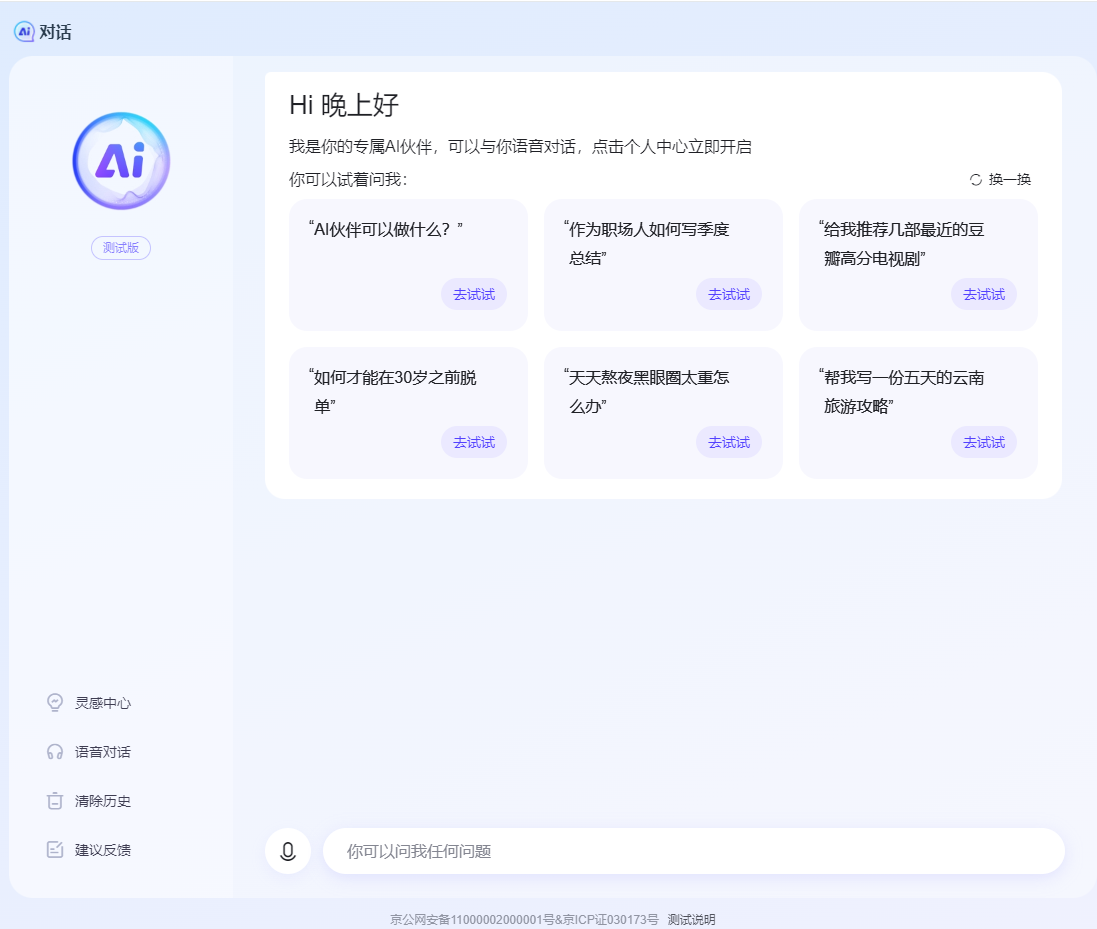 Ai 对话
Ai
测试版
Hi 晚上好
我是你的专属AI伙伴，可以与你语音对话，点击个人中心立即开启
你可以试着问我：
换一换
“AI伙伴可以做什么？”
去试试
“作为职场人如何写季度
总结”
去试试
“给我推荐几部最近的豆
瓣高分电视剧”
去试试
“如何才能在30岁之前脱
单”
去试试
“天天熬夜黑眼圈太重怎
么办”
去试试
“帮我写一份五天的云南
旅游攻略”
去试试
灵感中心
语音对话
清除历史
建议反馈
你可以问我任何问题
京公网安备11000002000001号&京ICP证030173号 测试说明